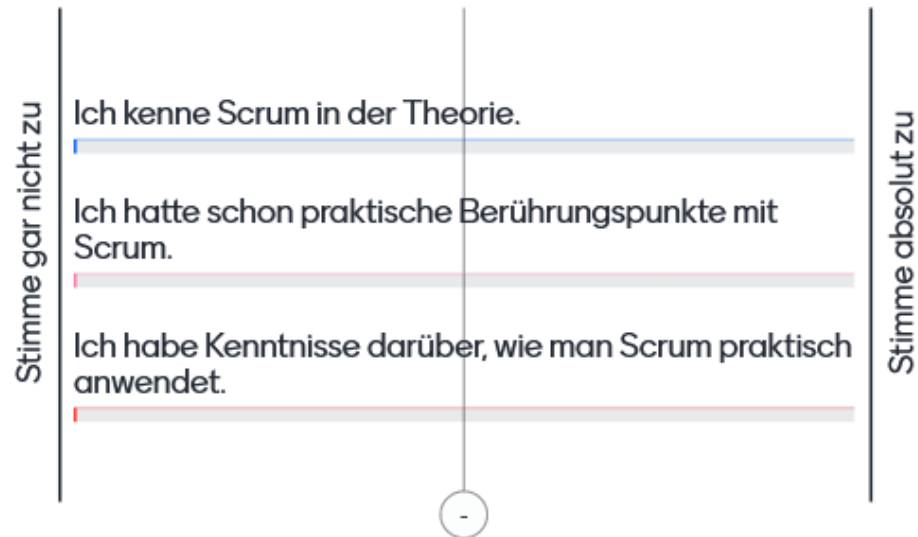 Stimme gar nicht zu
Ich kenne Scrum in der Theorie.
Ich hatte schon praktische Berührungspunkte mit
Scrum.
Ich habe Kenntnisse darüber, wie man Scrum praktisch
anwendet.
Stimme absolut zu
-